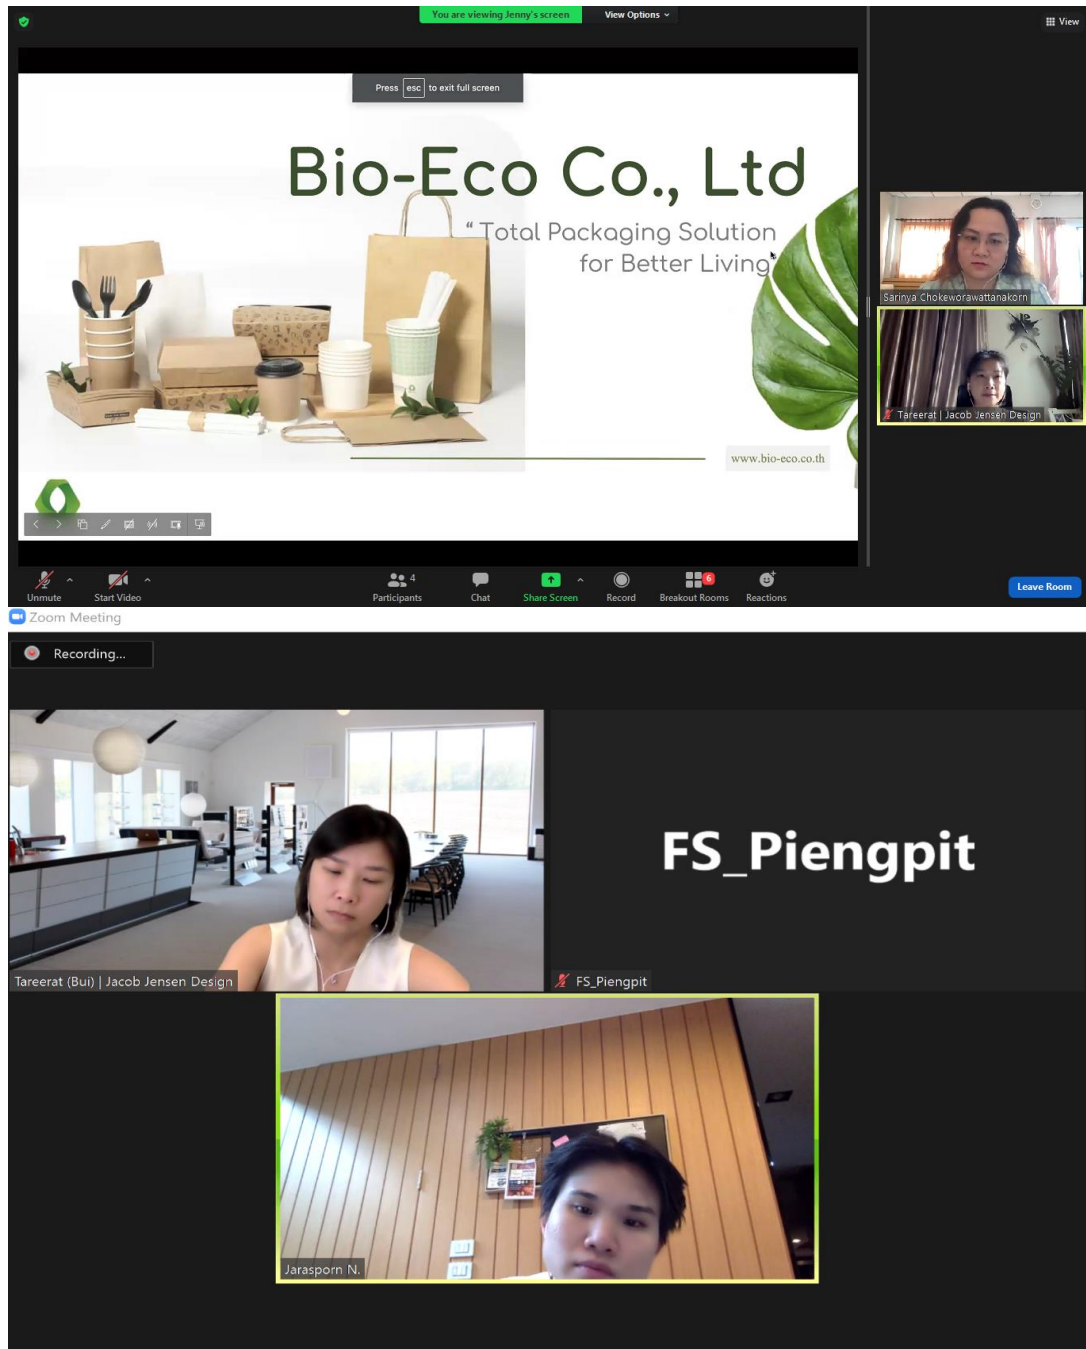 You are viewing Jenny's screen
View Options
View
Press esc to exit full screen
Bio-Eco Co., Ltd
“ Total Packaging Solution
for Better Living
www.bio-eco.co.th
Sarinya Chokeworawattanakorn
Tareerat | Jacob Jensen Design
Unmute
Start Video
4
Participants
Chat
Share Screen
Record
6
Breakout Rooms
Reactions
Leave Room
Zoom Meeting
Recording...
Tareerat (Bui) | Jacob Jensen Design
FS_Piengpit
FS_Piengpit
Jarasporn N.